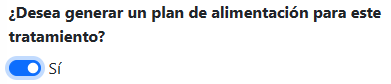 ¿Desea generar un plan de alimentación para este
tratamiento?
Sí